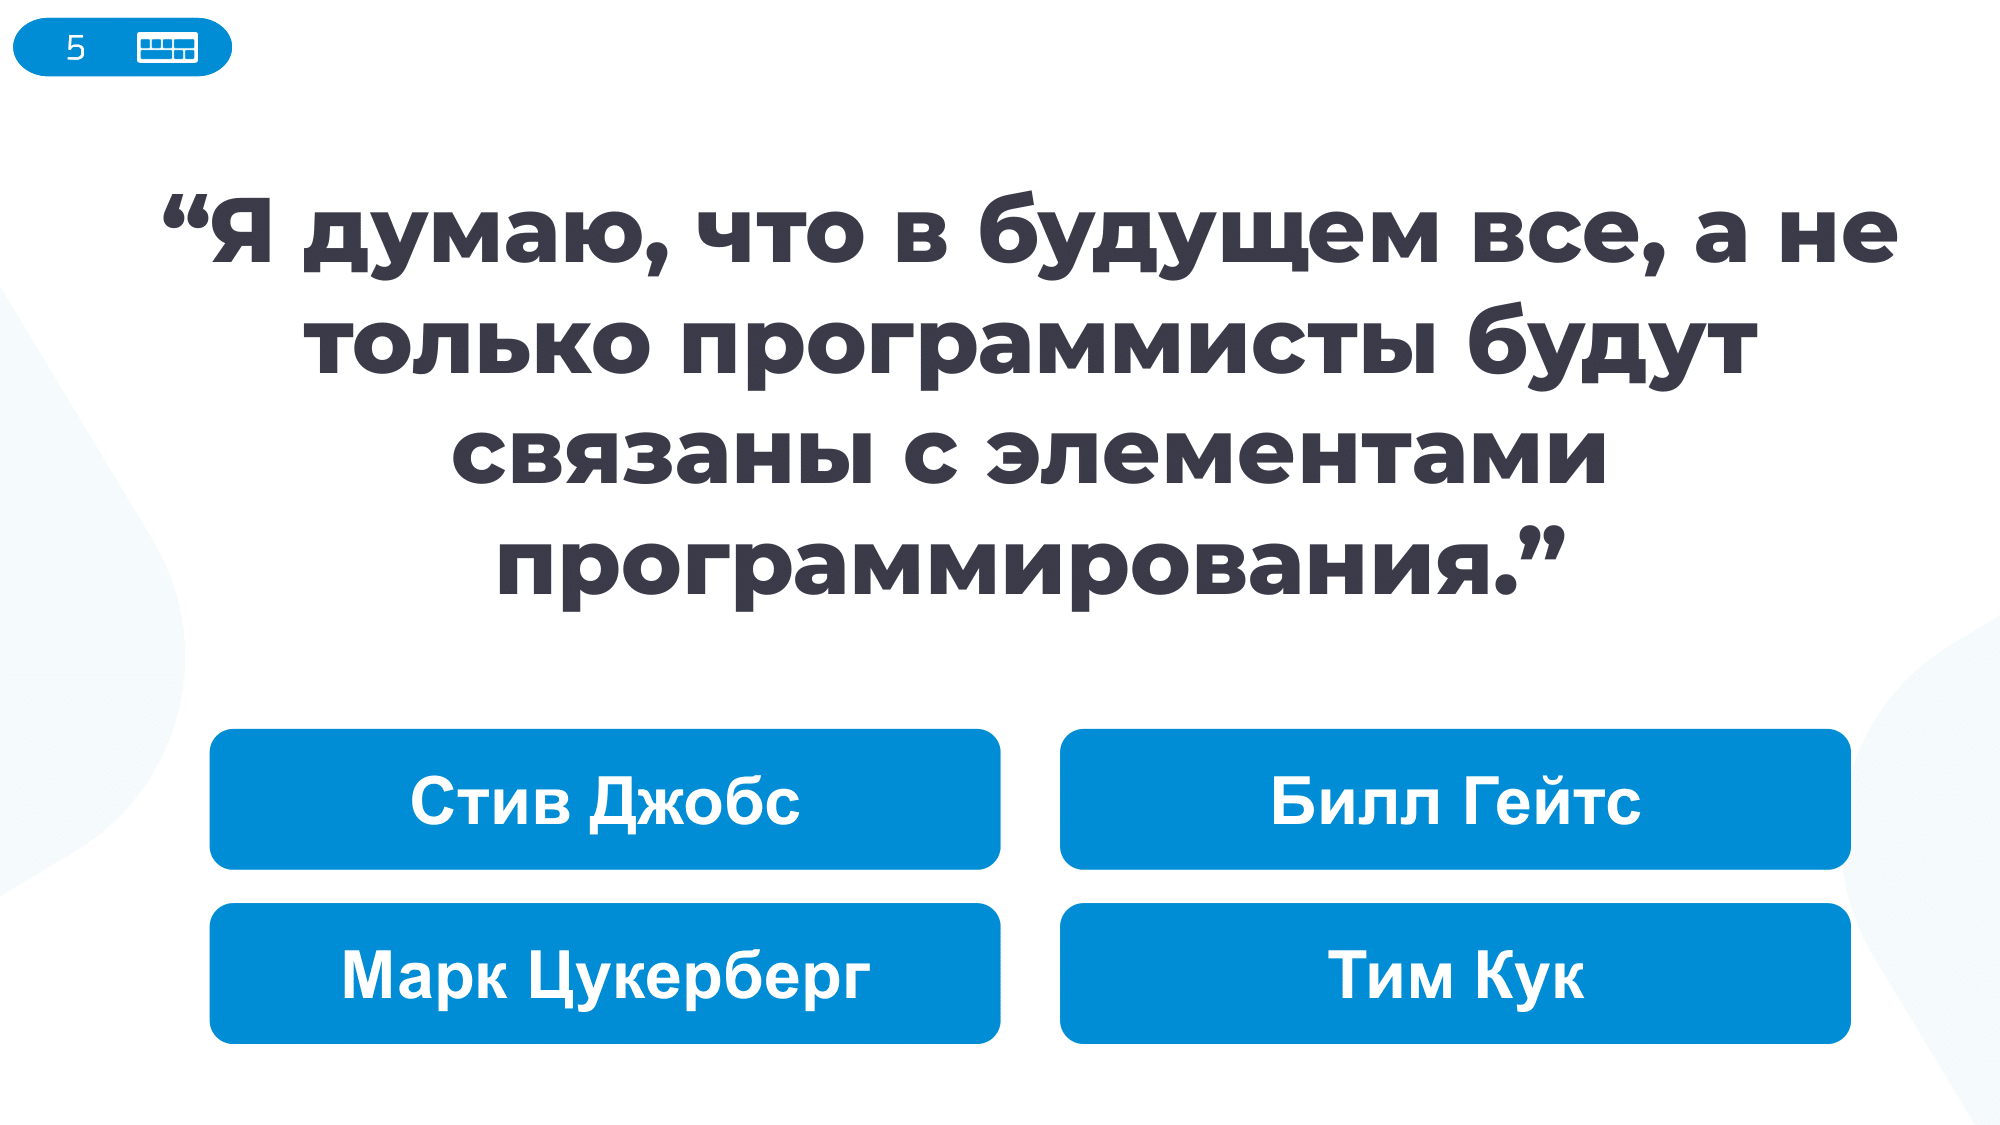 5
“Я думаю, что в будущем все, а не
только программисты будут
связаны с элементами
программирования.”
Стив Джобс
Билл Гейтс
Марк Цукерберг
Тим Кук